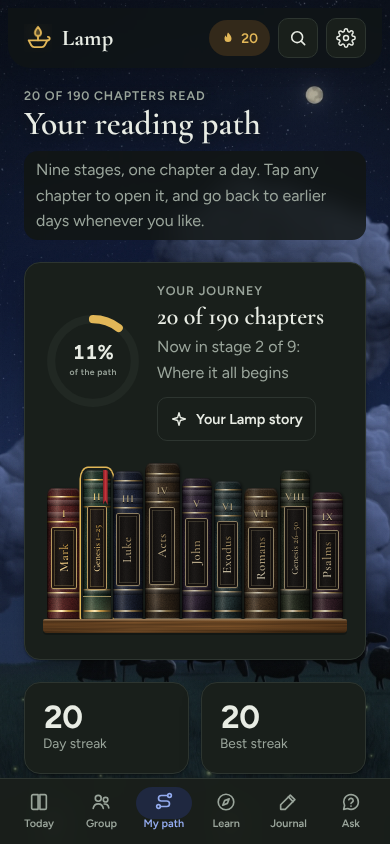 Lamp
20
20 OF 190 CHAPTERS READ
Your reading path
Nine stages, one chapter a day. Tap any
chapter to open it, and go back to earlier
days whenever you like.
YOUR JOURNEY
20 of 190 chapters
11%
of the path
Now in stage 2 of 9:
Where it all begins
Your Lamp story
I
Mark
II
Genesis 1–25
III
Luke
IV
Acts
V
John
VI
Exodus
VII
Romans
VIII
Genesis 26–50
IX
Psalms
20
Day streak
20
Best streak
Today
Group
My path
Learn
Journal
Ask